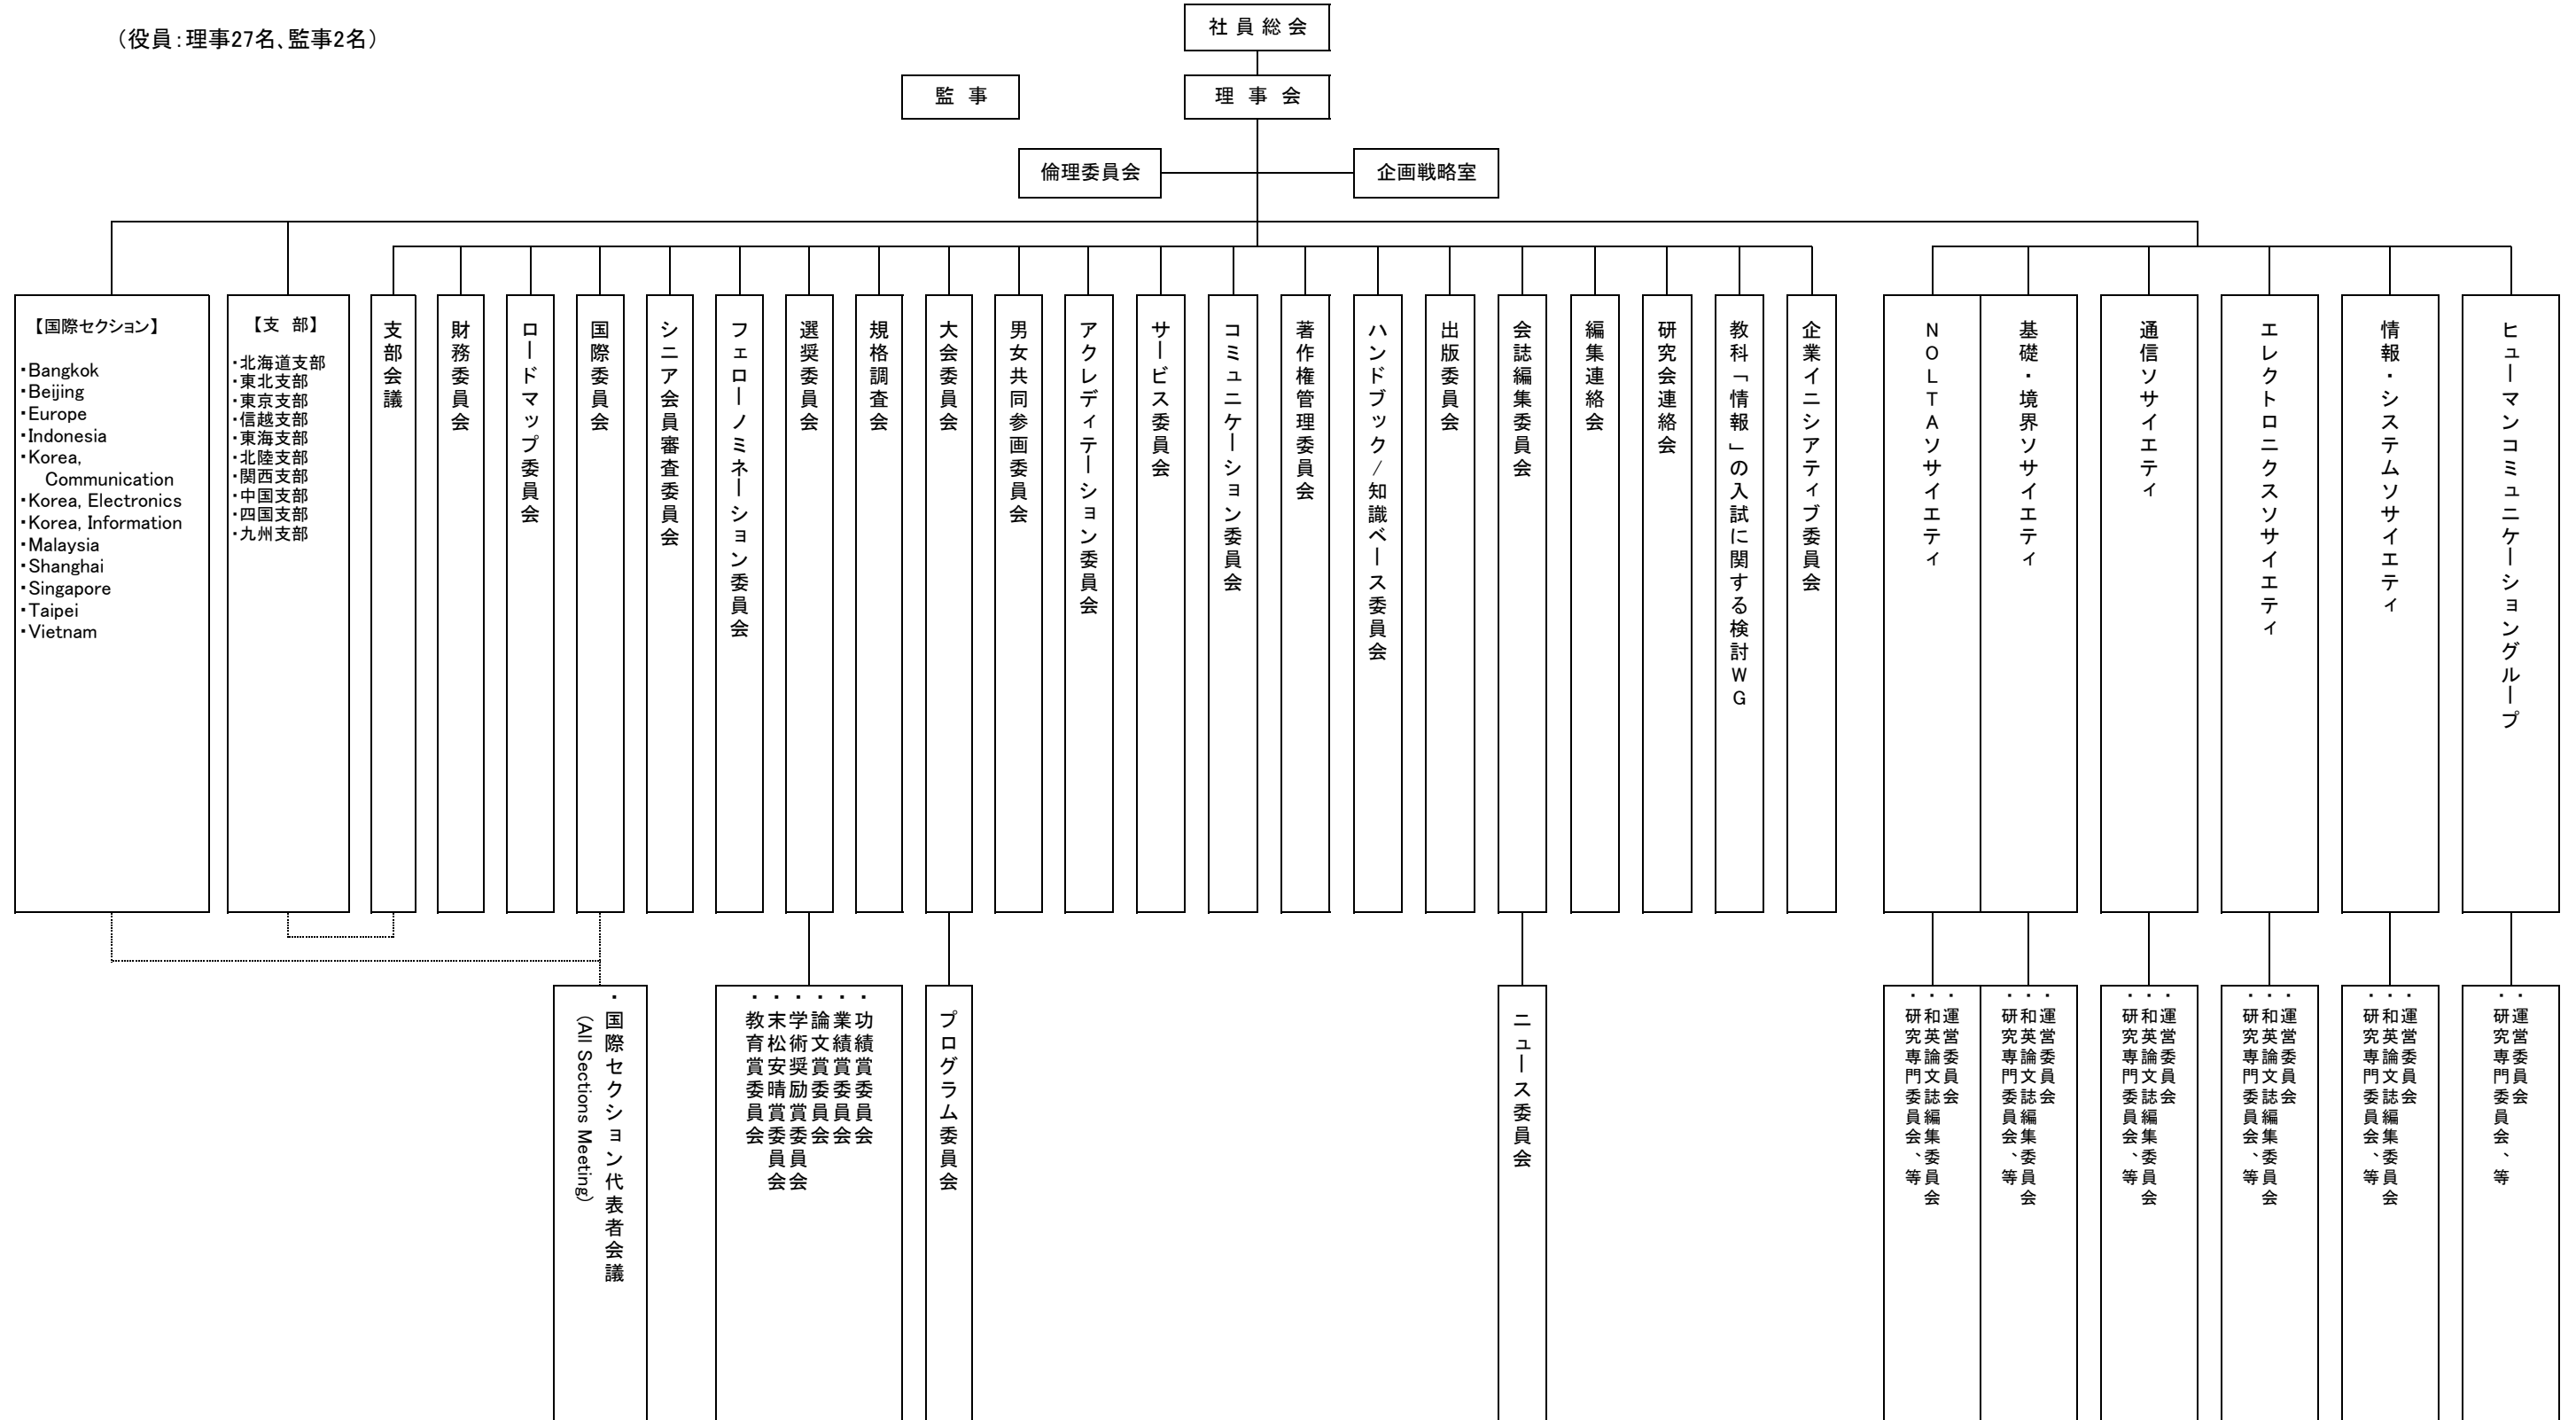 （役員：理事27名、監事2名）
社員総会
監事
理事会
倫理委員会
企画戦略室
【国際セクション】
・Bangkok
・Beijing
・Europe
・Indonesia
・Korea,
Communication
・Korea, Electronics
・Korea, Information
・Malaysia
・Shanghai
・Singapore
・Taipei
・Vietnam
【支 部】
・北海道支部
・東北支部
・東京支部
・信越支部
・東海支部
・北陸支部
・関西支部
・中国支部
・四国支部
・九州支部
支部会議
財務委員会
ロードマップ委員会
国際委員会
シニア会員審査委員会
フェローノミネーション委員会
選奨委員会
規格調査会
大会委員会
男女共同参画委員会
アクレディテーション委員会
サービス委員会
コミュニケーション委員会
著作権管理委員会
ハンドブック/知識ベース委員会
出版委員会
会誌編集委員会
編集連絡会
研究会連絡会
教科「情報」の入試に関する検討WG
企業イニシアティブ委員会
NOLTAソサイエティ
基礎・境界ソサイエティ
通信ソサイエティ
エレクトロニクスソサイエティ
情報・システムソサイエティ
ヒューマンコミュニケーショングループ
・国際セクション代表者会議
（All Sections Meeting）
・功績賞委員会
・業績賞委員会
・論文賞委員会
・学術奨励賞委員会
・末松安晴賞委員会
・教育賞委員会
プログラム委員会
ニュース委員会
・運営委員会
・和英論文誌編集委員会
・研究専門委員会、等
・運営委員会
・和英論文誌編集委員会
・研究専門委員会、等
・運営委員会
・和英論文誌編集委員会
・研究専門委員会、等
・運営委員会
・和英論文誌編集委員会
・研究専門委員会、等
・運営委員会
・和英論文誌編集委員会
・研究専門委員会、等
・運営委員会
・研究専門委員会、等